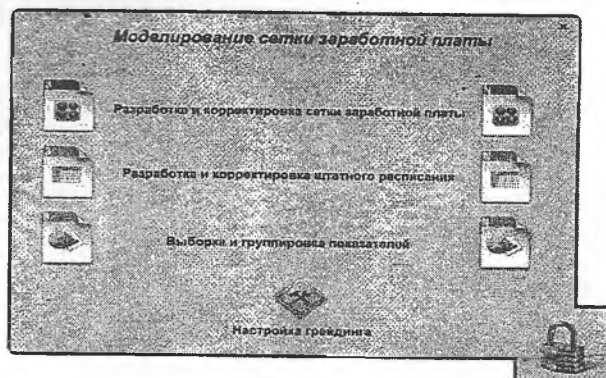 Моделирование сетки заработной платы
Разработка и корректировка сетки заработной платы
Разработка и корректировка штатного расписания
Выборка и группировка показателей
Настройка грейдинга